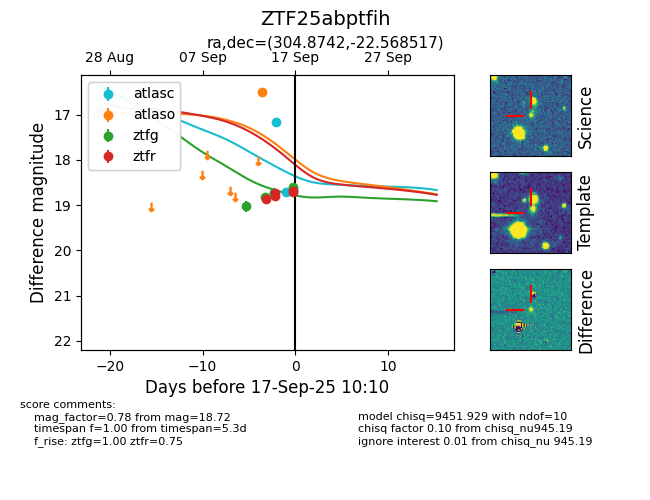 ZTF25abptfih
ra,dec=(304.8742,-22.568517)
28 Aug 07 Sep 17 Sep 27 Sep
atlasc
atlaso
ztfg
ztfr
17
18
19
20
21
22
Difference magnitude
−20 −10 0 10
Days before 17-Sep-25 10:10
Science
Template
Difference
score comments:
mag_factor=0.78 from mag=18.72
timespan f=1.00 from timespan=5.3d
f_rise: ztfg=1.00 ztfr=0.75
model chisq=9451.929 with ndof=10
chisq factor 0.10 from chisq_nu945.19
ignore interest 0.01 from chisq_nu 945.19